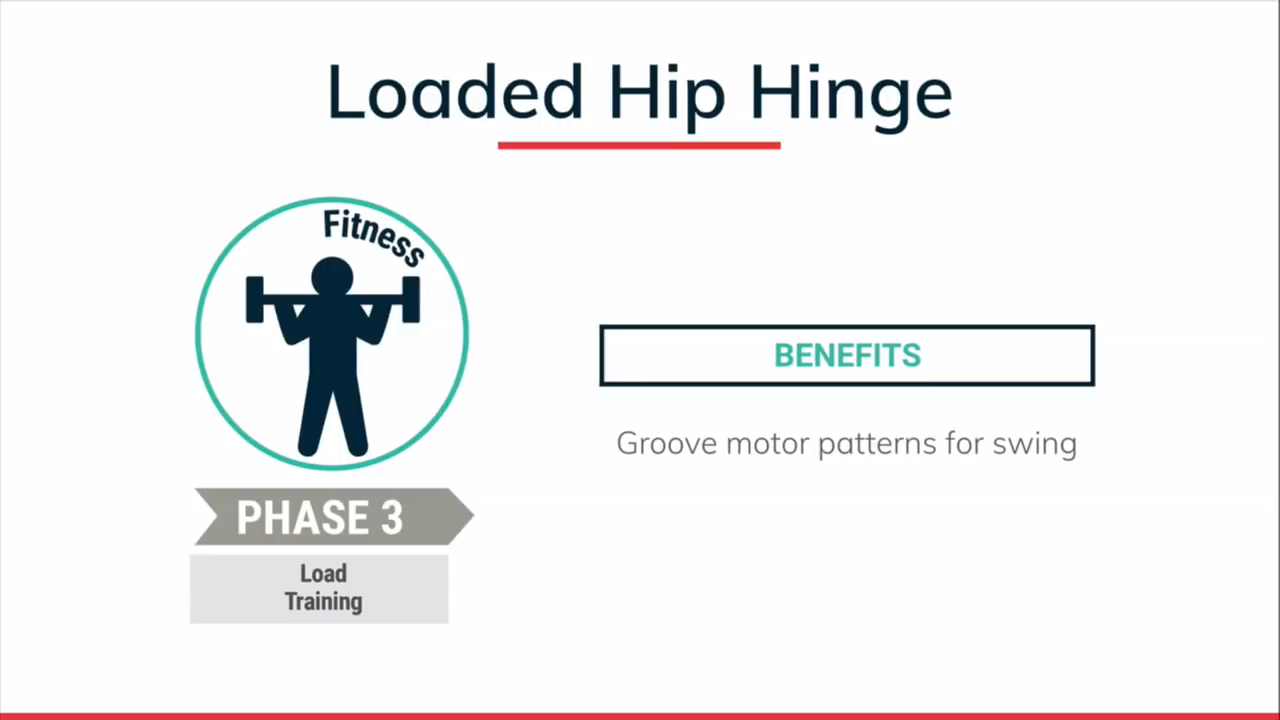 Loaded Hip Hinge
Fitness
PHASE 3
Load
Training
BENEFITS
Groove motor patterns for swing